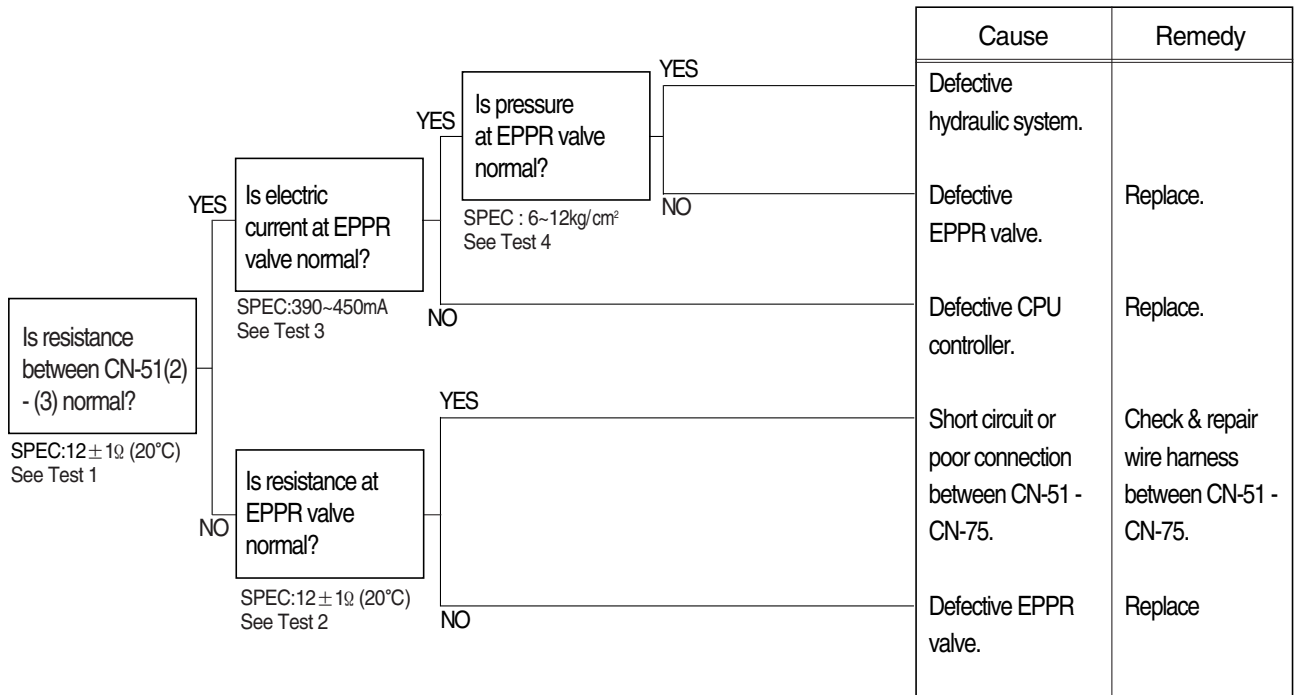 Cause
Remedy
YES
Defective
hydraulic system.
Is pressure
at EPPR valve
normal?
YES
SPEC : 6~12kg/cm²
See Test 4
NO
Defective
EPPR valve.
Replace.
YES
Is electric
current at EPPR
valve normal?
SPEC:390~450mA
See Test 3
NO
Defective CPU
controller.
Replace.
Is resistance
between CN-51(2)
- (3) normal?
SPEC:12±1Ω (20°C)
See Test 1
YES
Short circuit or
poor connection
between CN-51 -
CN-75.
Check & repair
wire harness
between CN-51 -
CN-75.
NO
Is resistance at
EPPR valve
normal?
SPEC:12±1Ω (20°C)
See Test 2
NO
Defective EPPR
valve.
Replace